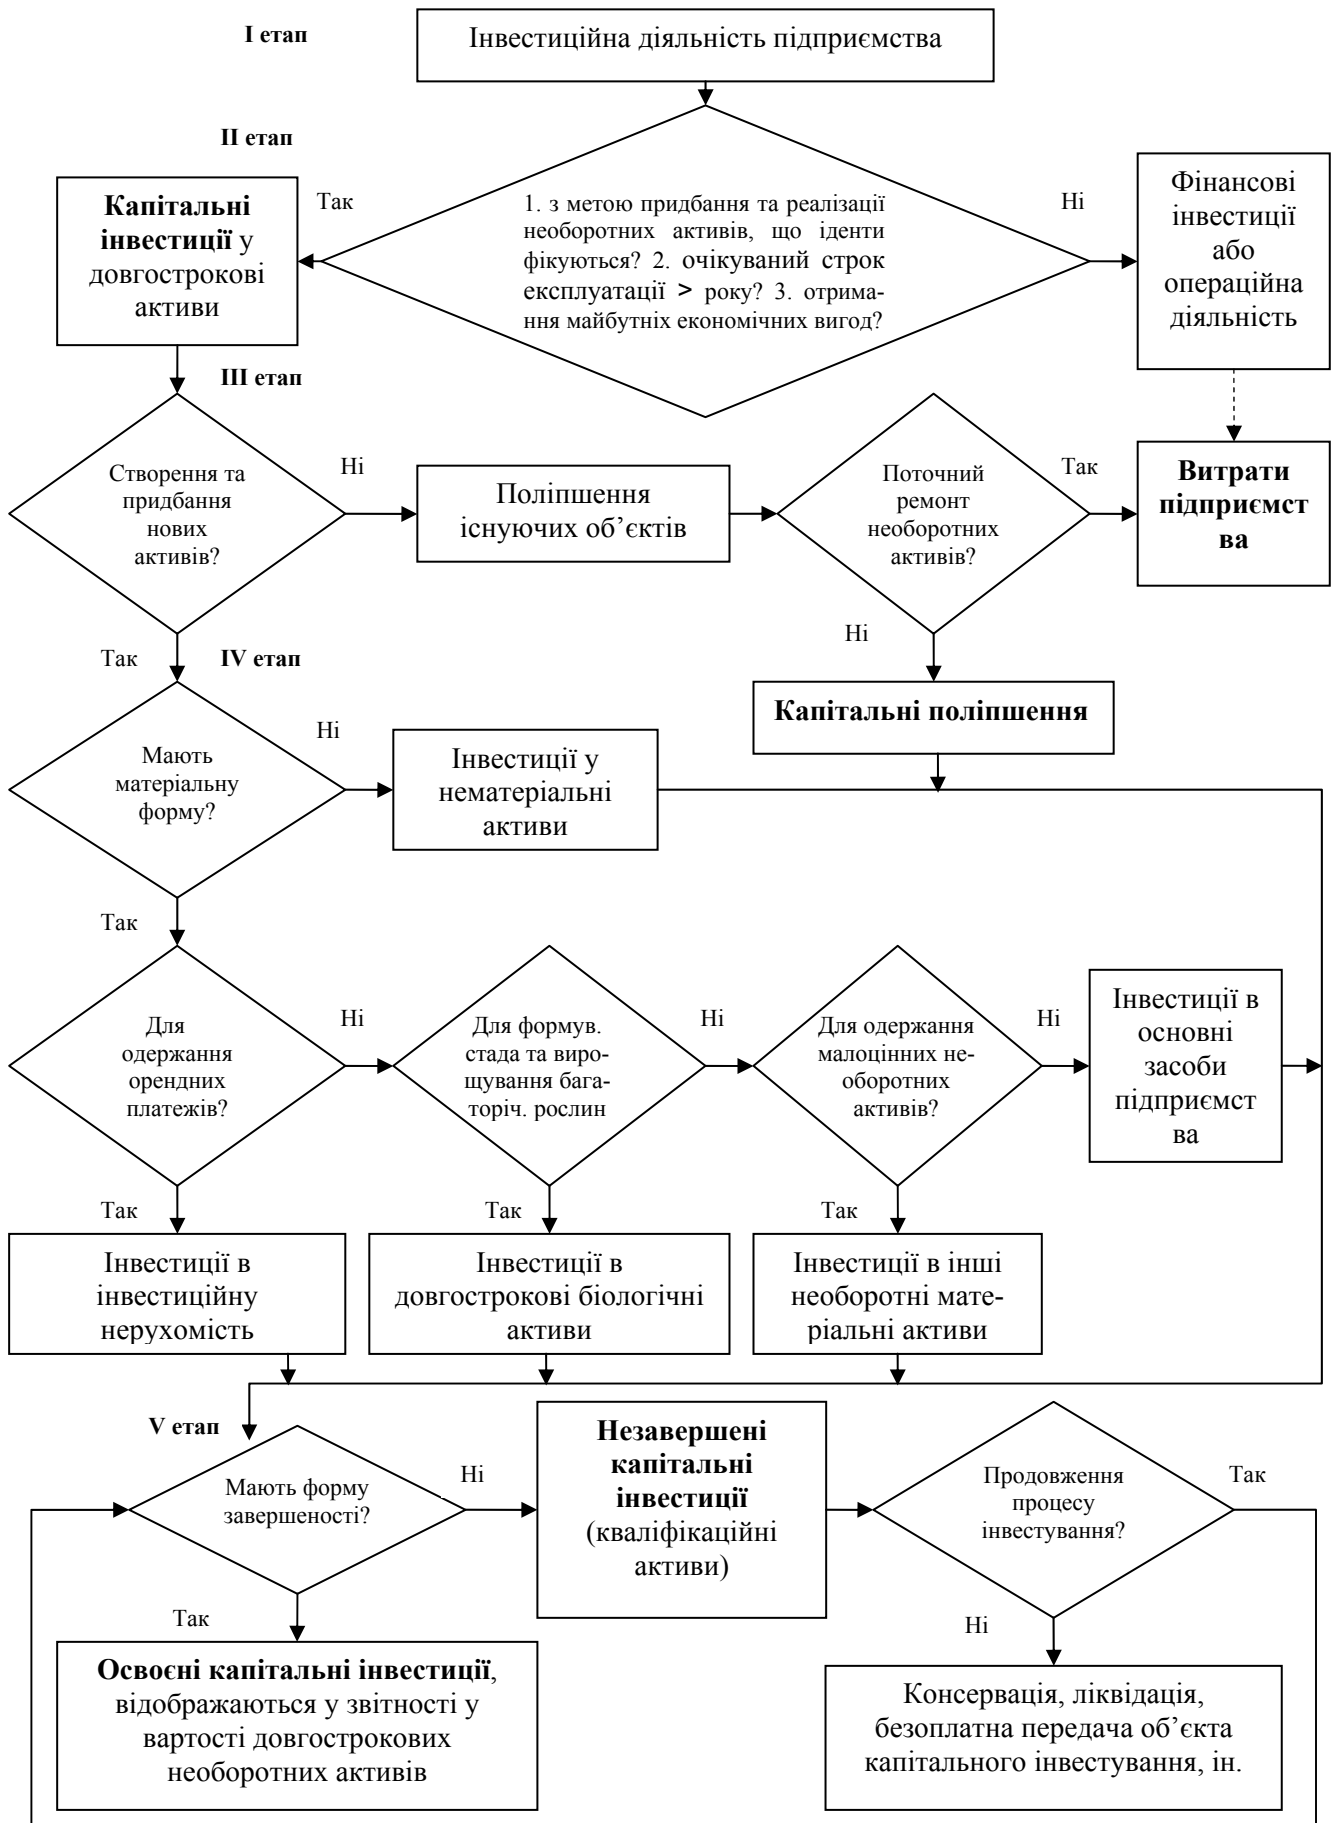 I етап
Інвестиційна діяльність підприємства
II етап
Капітальні
інвестиції у
довгострокові
активи
Так
1. з метою придбання та реалізації
необоротних активів, що іденти
фікуються? 2. очікуваний строк
експлуатації > року? 3. отрима-
ння майбутніх економічних вигод?
Ні
Фінансові
інвестиції
або
операційна
діяльність
III етап
Створення та
придбання
нових
активів?
Ні
Поліпшення
існуючих об’єктів
Поточний
ремонт
необоротних
активів?
Так
Витрати
підприємст
ва
Ні
Так
IV етап
Капітальні поліпшення
Мають
матеріальну
форму?
Ні
Інвестиції у
нематеріальні
активи
Так
Для
одержання
орендних
платежів?
Ні
Для формув.
стада та виро-
щування бага-
торіч. рослин
Ні
Для одержання
малоцінних не-
оборотних
активів?
Ні
Інвестиції в
основні
засоби
підприємст
ва
Так
Так
Так
Інвестиції в
інвестиційну
нерухомість
Інвестиції в
довгострокові біологічні
активи
Інвестиції в інші
необоротні мате-
ріальні активи
V етап
Мають форму
завершеності?
Ні
Незавершені
капітальні
інвестиції
(кваліфікаційні
активи)
Продовження
процесу
інвестування?
Так
Так
Ні
Освоєні капітальні інвестиції,
відображаються у звітності у
вартості довгострокових
необоротних активів
Консервація, ліквідація,
безоплатна передача об’єкта
капітального інвестування, ін.